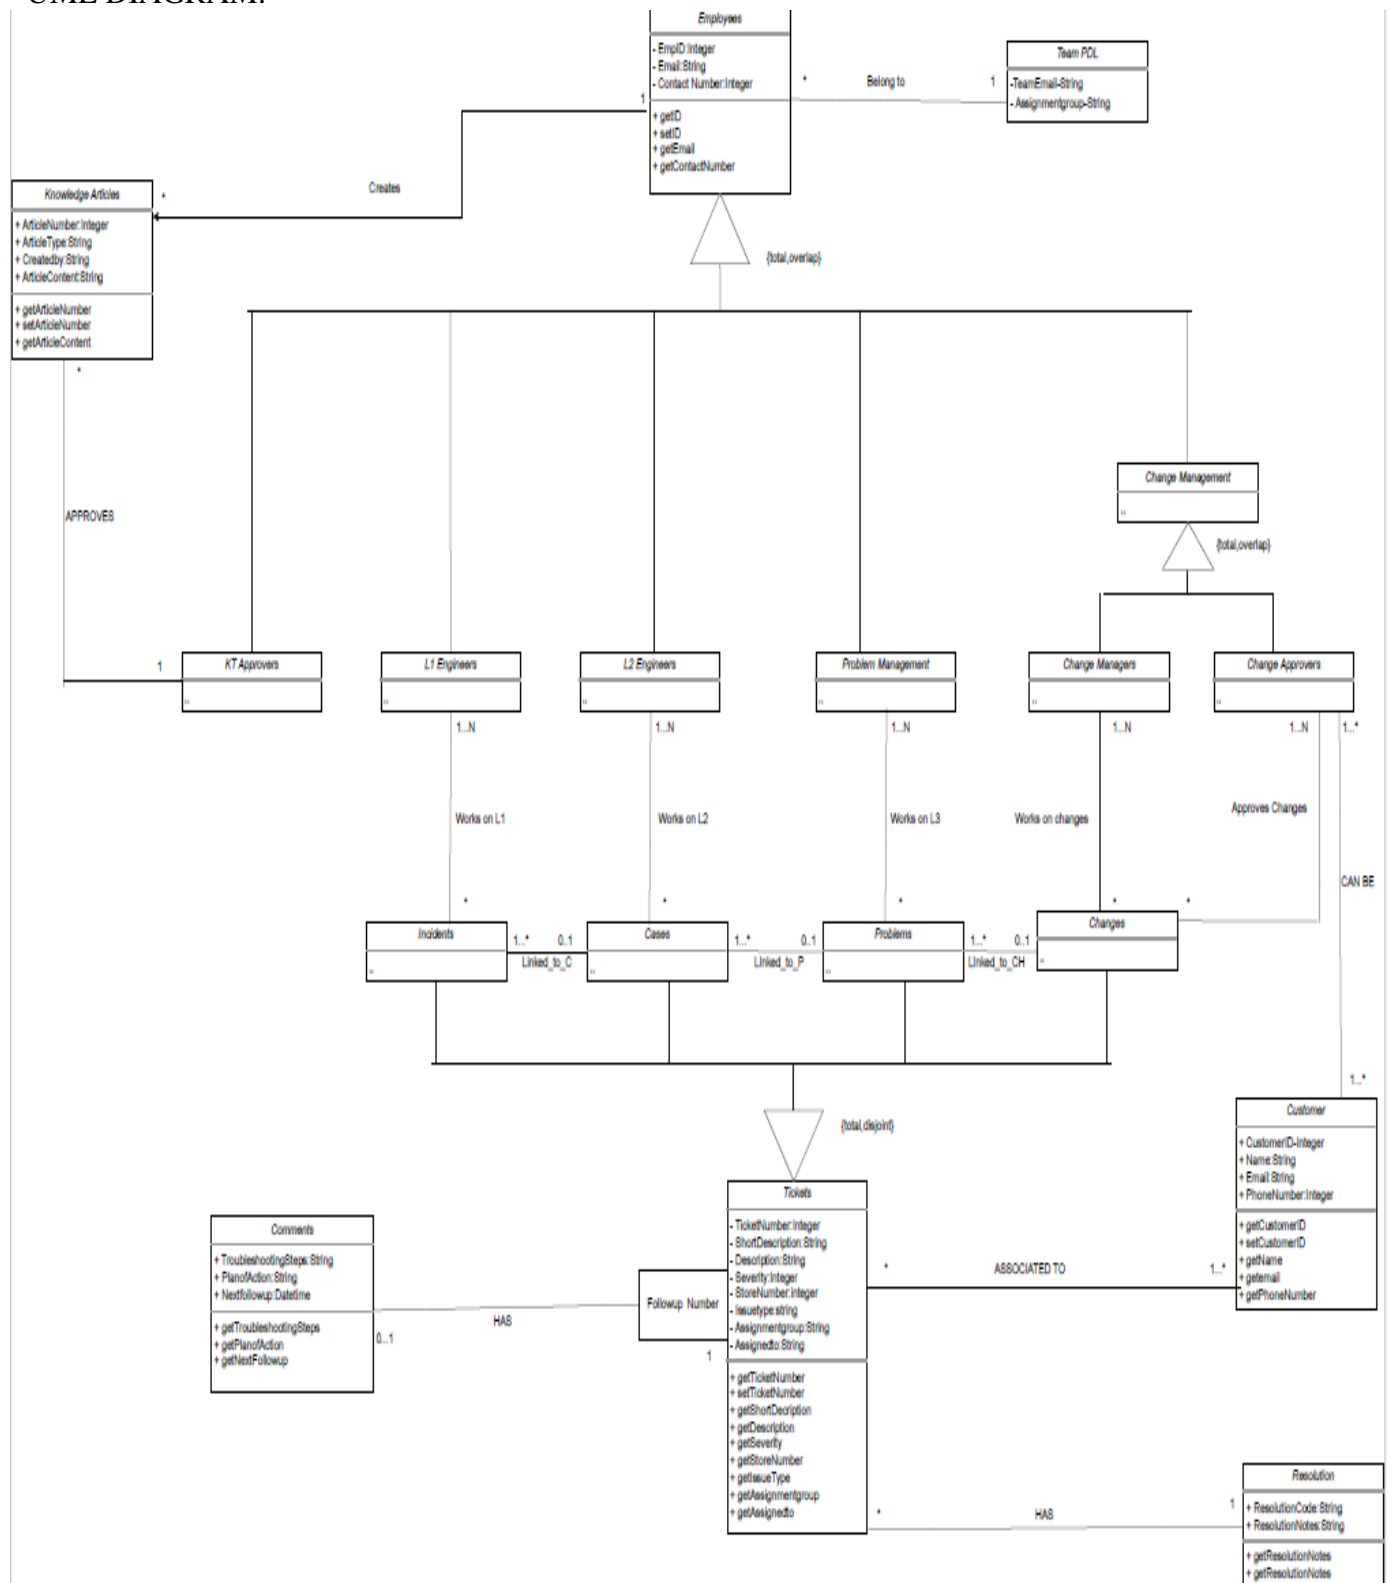 UML DIAGRAM:
Employees
- EmpID:Integer
- Email:String
- Contact Number:Integer
+ getID
+ setID
+ getEmail
+ getContactNumber
* Belong to 1
Team PDL
-TeamEmail-String
- Assignmentgroup-String
1
Creates
*
Knowledge Articles
+ ArticleNumber:Integer
+ ArticleType:String
+ Createdby:String
+ ArticleContent:String
+ getArticleNumber
+ setArticleNumber
+ getArticleContent
*
{total,overlap}
Change Management
{total,overlap}
APPROVES
1
KT Approvers
L1 Engineers
L2 Engineers
Problem Management
Change Managers
Change Approvers
1...N
1...N
1...N
1...N
1...N
1...*
Works on L1
Works on L2
Works on L3
Works on changes
Approves Changes
CAN BE
*
*
*
*
*
Incidents
1...* 0..1
Linked_to_C
Cases
1...* 0..1
LInked_to_P
Problems
1...* 0..1
LInked_to_CH
Changes
1...*
{total,disjoint}
Customer
+ CustomerID-Integer
+ Name:String
+ Email:String
+ PhoneNumber:Integer
+ getCustomerID
+ setCustomerID
+ getName
+ getemail
+ getPhoneNumber
Tickets
- TicketNumber:Integer
- ShortDescription:String
- Description:String
- Severity:Integer
- StoreNumber:integer
- Issuetype:string
- Assignmentgroup:String
- Assignedto:String
+ getTicketNumber
+ setTicketNumber
+ getShortDecription
+ getDescription
+ getSeverity
+ getStoreNumber
+ getIssueType
+ getAssignmentgroup
+ getAssignedto
* ASSOCIATED TO 1...*
Comments
+ TroubleshootingSteps:String
+ PlanofAction:String
+ Nextfollowup:Datetime
+ getTroubleshootingSteps
+ getPlanofAction
+ getNextFollowup
0...1
HAS
Followup Number
1
* HAS 1
Resolution
+ ResolutionCode:String
+ ResolutionNotes:String
+ getResolutionNotes
+ getResolutionNotes